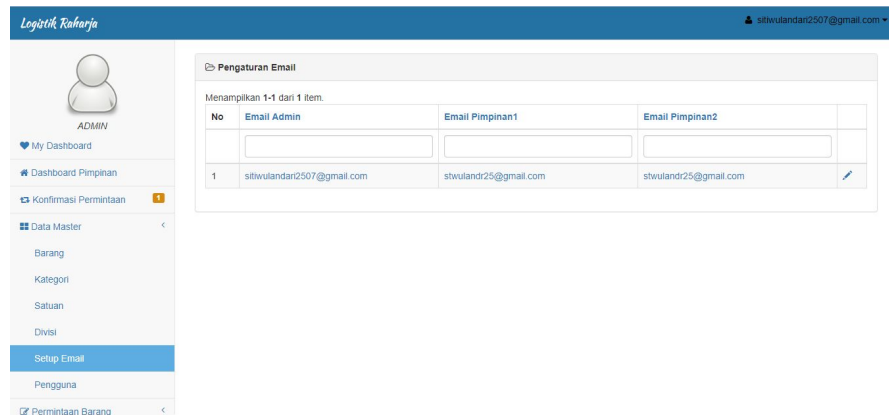 Logistik Raharja
sitiwulandari2507@gmail.com
ADMIN
My Dashboard
Dashboard Pimpinan
Konfirmasi Permintaan 1
Data Master
Barang
Kategori
Satuan
Divisi
Setup Email
Pengguna
Permintaan Barang
Pengaturan Email
Menampilkan 1-1 dari 1 item.
No Email Admin Email Pimpinan1 Email Pimpinan2
1 sitiwulandari2507@gmail.com stwulandr25@gmail.com stwulandr25@gmail.com